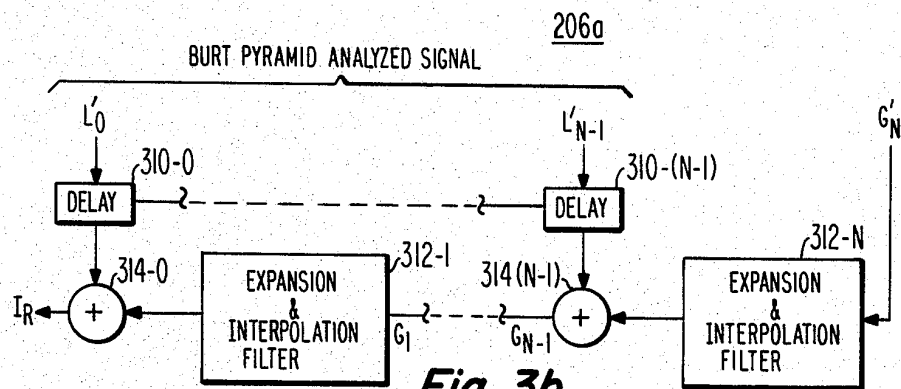 206a
BURT PYRAMID ANALYZED SIGNAL
L'0
L'N-1
G'N
310-0
310-(N-1)
DELAY
DELAY
312-1
312-N
314-0
314(N-1)
EXPANSION
&
INTERPOLATION
FILTER
EXPANSION
&
INTERPOLATION
FILTER
IR
+
G1
GN-1
+
Fig. 3b